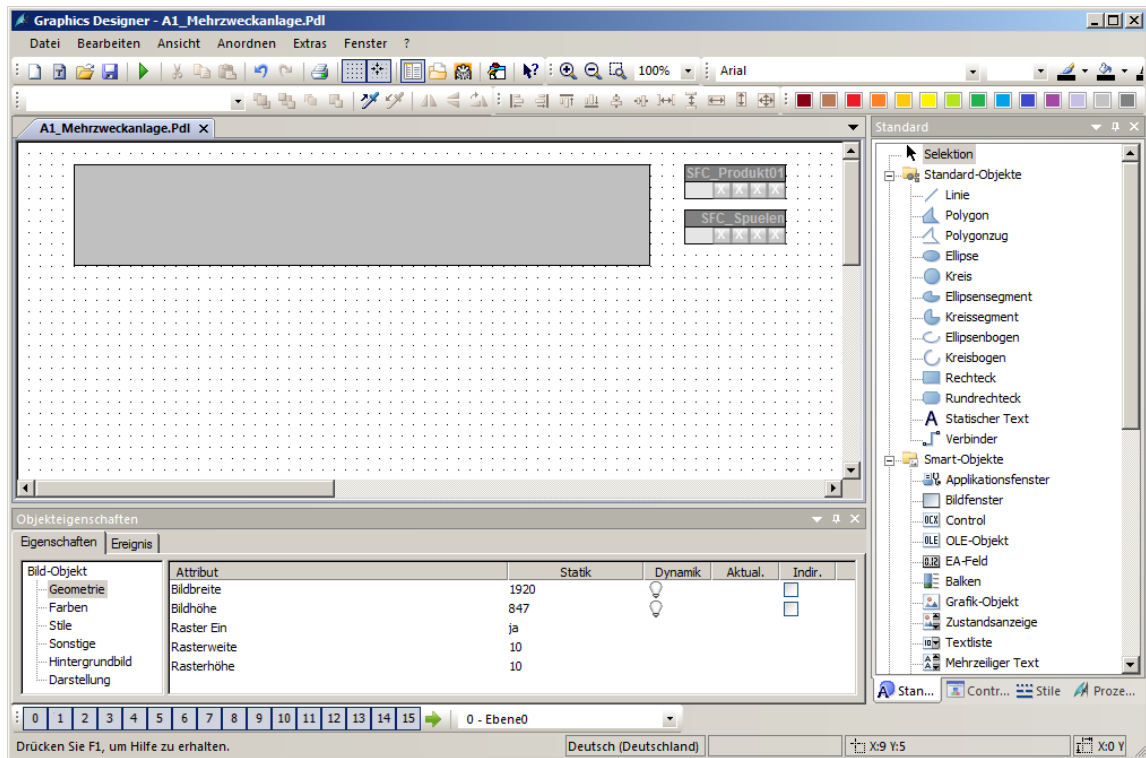 Graphics Designer - A1_Mehrzweckanlage.Pdl
Datei Bearbeiten Ansicht Anordnen Extras Fenster ?
100% Arial
A1_Mehrzweckanlage.Pdl X
SFC_Produkt01
X X X X
SFC_Spuelen
X X X X
Standard
Selektion
Standard-Objekte
Linie
Polygon
Polygonzug
Ellipse
Kreis
Ellipsensegment
Kreissegment
Ellipsenbogen
Kreisbogen
Rechteck
Rundrechteck
A Statischer Text
Verbinder
Smart-Objekte
Applikationsfenster
Bildfenster
OCX Control
OLE OLE-Objekt
0.12 EA-Feld
Balken
Grafik-Objekt
Zustandsanzeige
Textliste
Mehrzeiliger Text
Stan... Contr... Stile Proze...
Objekteigenschaften
Eigenschaften Ereignis
Bild-Objekt
Geometrie
Farben
Stile
Sonstige
Hintergrundbild
Darstellung
Attribut Statik Dynamik Aktual. Indir.
Bildbreite 1920
Bildhöhe 847
Raster Ein ja
Rasterweite 10
Rasterhöhe 10
0 1 2 3 4 5 6 7 8 9 10 11 12 13 14 15 0 - Ebene0
Drücken Sie F1, um Hilfe zu erhalten. Deutsch (Deutschland) X:9 Y:5 X:0 Y